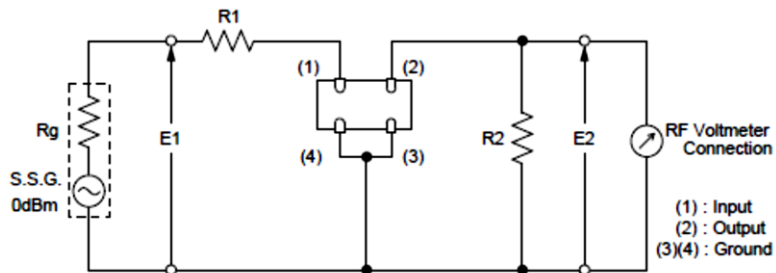 R1
(1)
(2)
Rg
E1
R2
E2
RF Voltmeter
Connection
(4)
(3)
S.S.G.
0dBm
(1) : Input
(2) : Output
(3)(4) : Ground